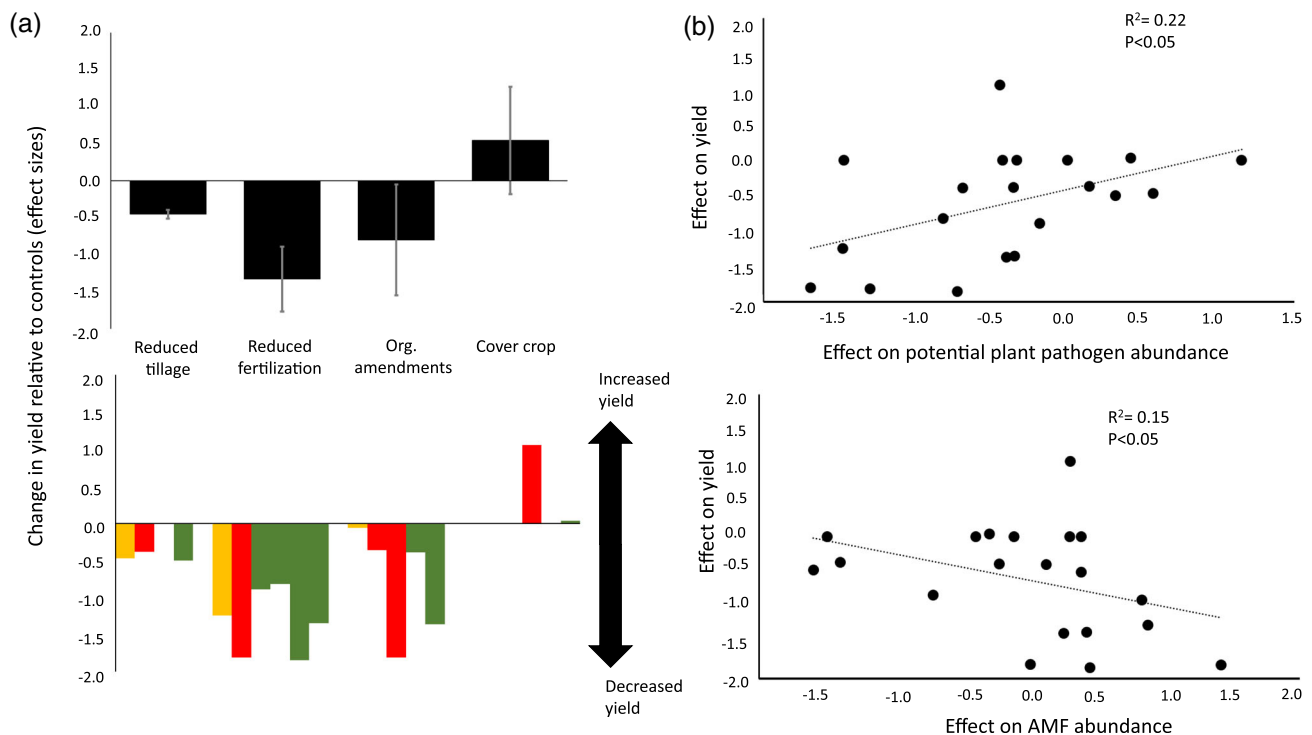 (a)
Change in yield relative to controls (effect sizes)
2.0
1.5
1.0
0.5
0.0
-0.5
-1.0
-1.5
-2.0
Reduced
tillage
Reduced
fertilization
Org.
amendments
Cover crop
2.0
1.5
1.0
0.5
0.0
-0.5
-1.0
-1.5
-2.0
Increased
yield
Decreased
yield
(b)
R2= 0.22
P<0.05
Effect on yield
2.0
1.5
1.0
0.5
0.0
-0.5
-1.0
-1.5
-2.0
-1.5 -1.0 -0.5 0.0 0.5 1.0 1.5
Effect on potential plant pathogen abundance
R2= 0.15
P<0.05
Effect on yield
2.0
1.5
1.0
0.5
0.0
-0.5
-1.0
-1.5
-2.0
-1.5 -1.0 -0.5 0.0 0.5 1.0 1.5 2.0
Effect on AMF abundance